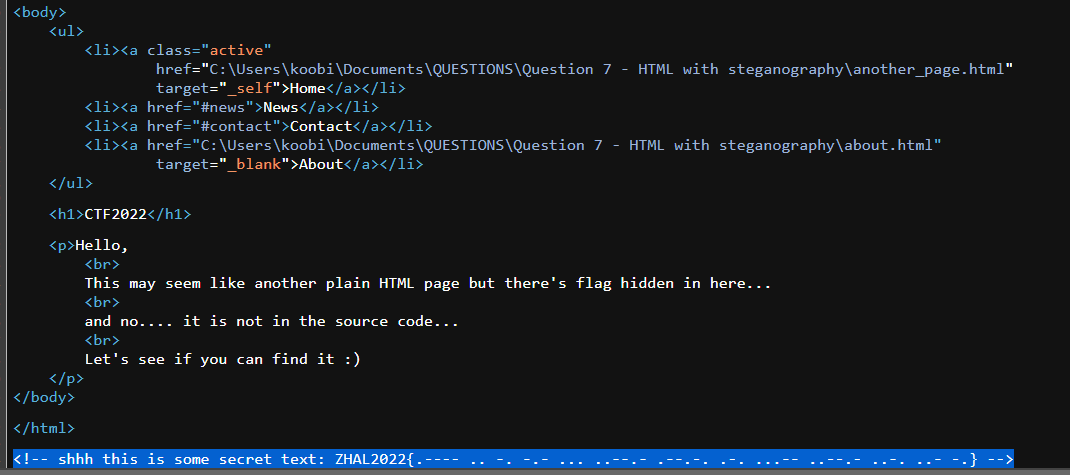 <body>
<ul>
<li><a class="active"
href="C:\Users\koobi\Documents\QUESTIONS\Question 7 - HTML with steganography\another_page.html"
target="_self">Home</a></li>
<li><a href="#news">News</a></li>
<li><a href="#contact">Contact</a></li>
<li><a href="C:\Users\koobi\Documents\QUESTIONS\Question 7 - HTML with steganography\about.html"
target="_blank">About</a></li>
</ul>
<h1>CTF2022</h1>
<p>Hello,
<br>
This may seem like another plain HTML page but there's flag hidden in here...
<br>
and no.... it is not in the source code...
<br>
Let's see if you can find it :)
</p>
</body>
</html>
<!-- shhh this is some secret text: ZHAL2022{.---- .. -. -.- ... ..--.- .--.-. .-. ...-- ..--.- ..-. ..- -.} -->